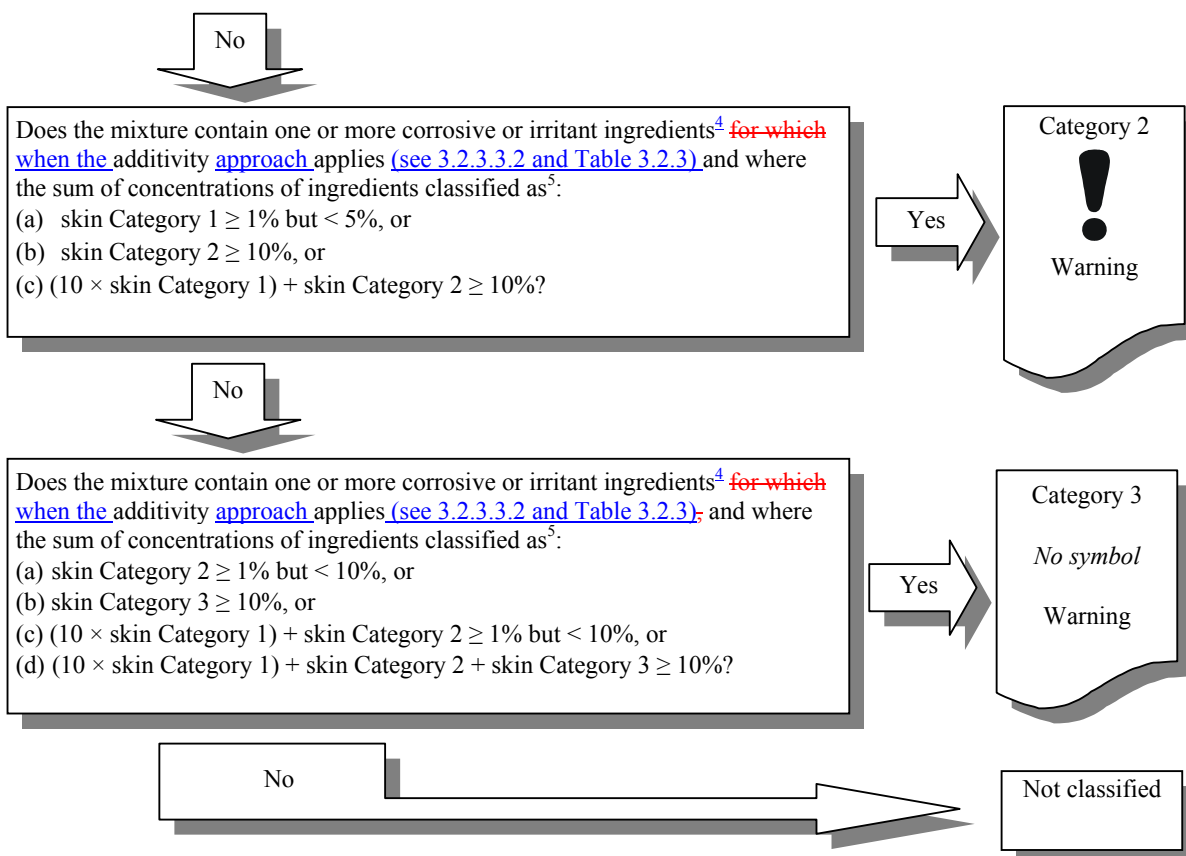 No
Does the mixture contain one or more corrosive or irritant ingredients4 for which
when the additivity approach applies (see 3.2.3.3.2 and Table 3.2.3) and where
the sum of concentrations of ingredients classified as5:
(a) skin Category 1 ≥ 1% but < 5%, or
(b) skin Category 2 ≥ 10%, or
(c) (10 × skin Category 1) + skin Category 2 ≥ 10%?
Yes
Category 2
!
Warning
No
Does the mixture contain one or more corrosive or irritant ingredients4 for which
when the additivity approach applies (see 3.2.3.3.2 and Table 3.2.3), and where
the sum of concentrations of ingredients classified as5:
(a) skin Category 2 ≥ 1% but < 10%, or
(b) skin Category 3 ≥ 10%, or
(c) (10 × skin Category 1) + skin Category 2 ≥ 1% but < 10%, or
(d) (10 × skin Category 1) + skin Category 2 + skin Category 3 ≥ 10%?
Yes
Category 3
No symbol
Warning
No
Not classified